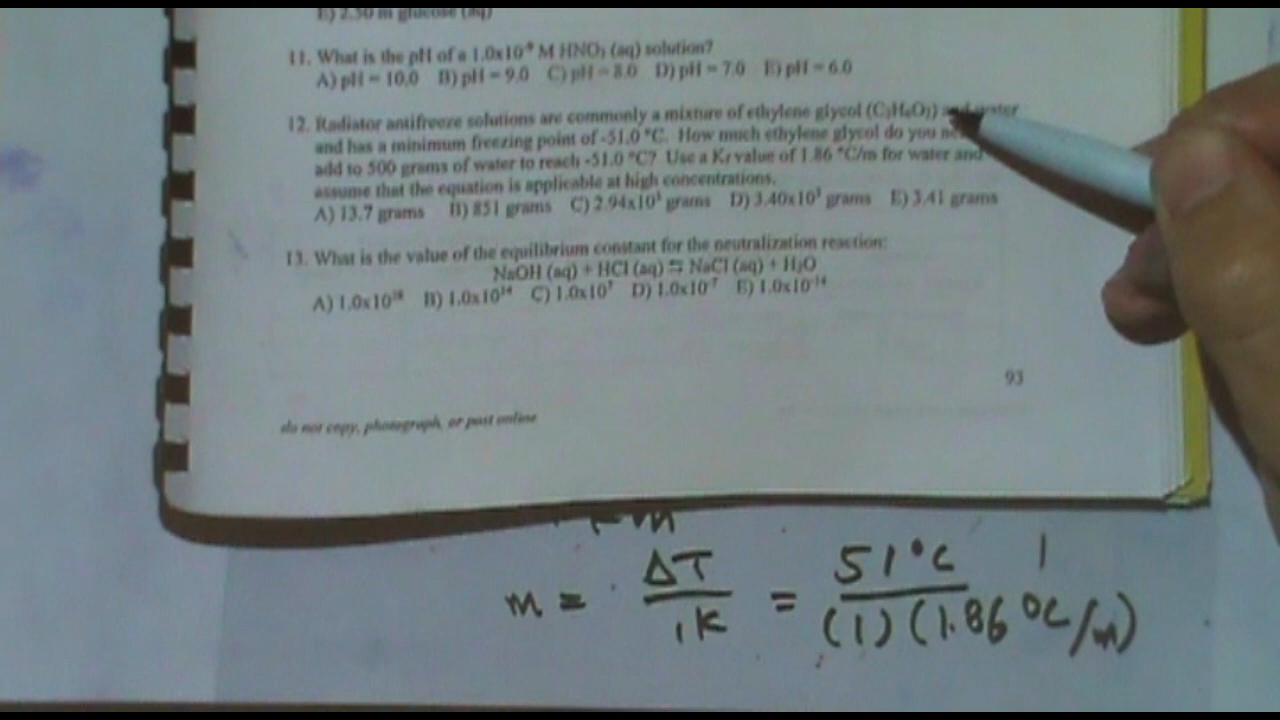 E) 2.50 m glucose (aq)
11. What is the pH of a 1.0x10⁻⁹ M HNO₃ (aq) solution?
A) pH = 10.0 B) pH = 9.0 C) pH = 8.0 D) pH = 7.0 E) pH = 6.0
12. Radiator antifreeze solutions are commonly a mixture of ethylene glycol (C₂H₆O₂) and water
and has a minimum freezing point of -51.0 °C. How much ethylene glycol do you
add to 500 grams of water to reach -51.0 °C? Use a Kf value of 1.86 °C/m for water and
assume that the equation is applicable at high concentrations.
A) 13.7 grams B) 851 grams C) 2.94x10³ grams D) 3.40x10³ grams E) 3.41 grams
13. What is the value of the equilibrium constant for the neutralization reaction:
NaOH (aq) + HCl (aq) ⇆ NaCl (aq) + H₂O
A) 1.0x10²⁸ B) 1.0x10¹⁴ C) 1.0x10⁷ D) 1.0x10⁻⁷ E) 1.0x10⁻¹⁴
93
do not copy, photograph, or post online
m = ΔT / iK = 51°C / (1)(1.86 °C/m)